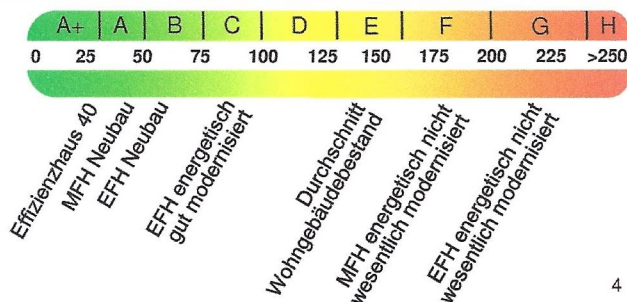 A+ A B C D E F G H
0 25 50 75 100 125 150 175 200 225 >250
Effizienzhaus 40
MFH Neubau
EFH Neubau
EFH energetisch
gut modernisiert
Durchschnitt
Wohngebäudebestand
MFH energetisch nicht
wesentlich modernisiert
EFH energetisch nicht
wesentlich modernisiert
4